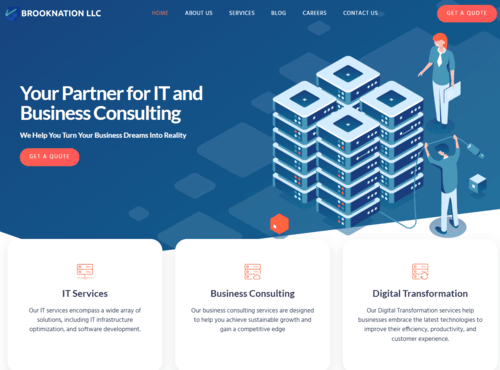 BROOKNATION LLC
HOME ABOUT US SERVICES BLOG CAREERS CONTACT US
GET A QUOTE
Your Partner for IT and
Business Consulting
We Help You Turn Your Business Dreams Into Reality
GET A QUOTE
IT Services
Our IT services encompass a wide array of
solutions, including IT infrastructure
optimization, and software development.
Business Consulting
Our business consulting services are designed
to help you achieve sustainable growth and
gain a competitive edge
Digital Transformation
Our Digital Transformation services help
businesses embrace the latest technologies to
improve their efficiency, productivity, and
customer experience.